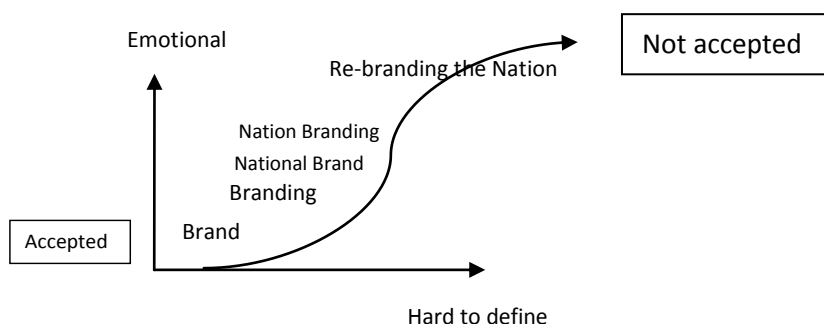 Emotional
Not accepted
Re-branding the Nation
Nation Branding
National Brand
Branding
Brand
Accepted
Hard to define